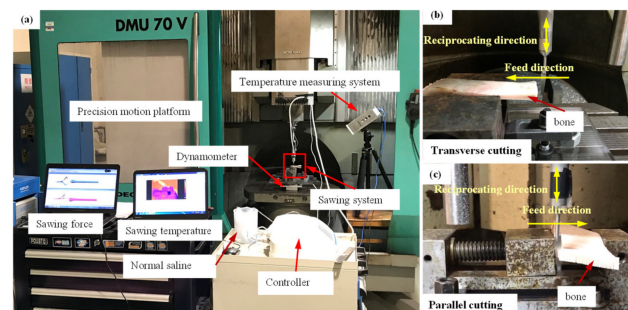 (a)
DMU 70 V
Temperature measuring system
Precision motion platform
Dynamometer
Sawing system
Sawing force
Sawing temperature
Normal saline
Controller
(b)
Reciprocating direction
Feed direction
bone
Transverse cutting
(c)
Reciprocating direction
Feed direction
bone
Parallel cutting